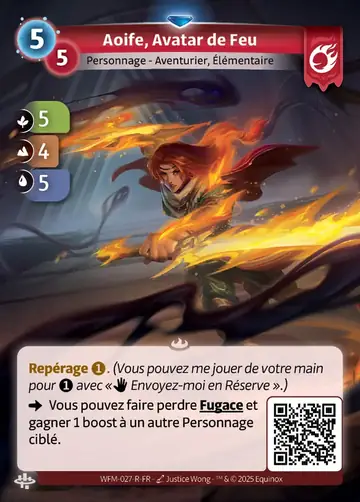 5
5
Aoife, Avatar de Feu
Personnage - Aventurier, Élémentaire
5
4
5
Repérage 1. (Vous pouvez me jouer de votre main
pour 1 avec « Envoyez-moi en Réserve ».)
Vous pouvez faire perdre Fugace et
gagner 1 boost à un autre Personnage
ciblé.
WFM-027-R-FR - Justice Wong - ™ & © 2025 Equinox